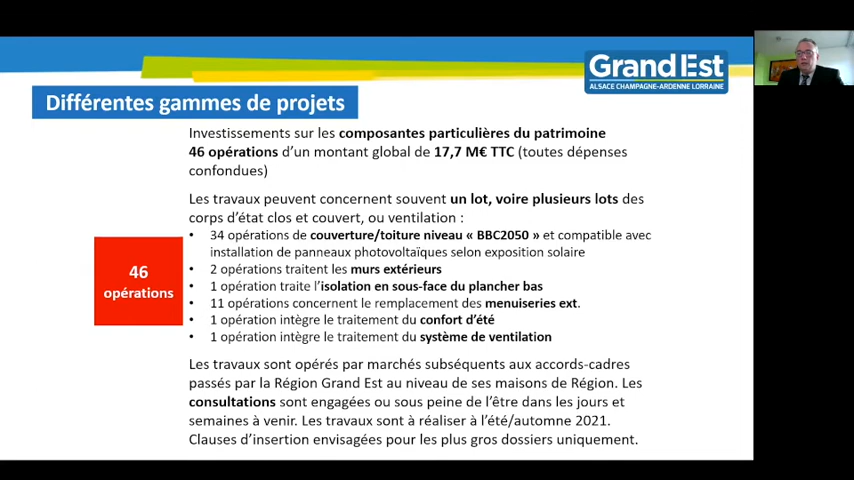 Grand Est
ALSACE CHAMPAGNE-ARDENNE LORRAINE
Différentes gammes de projets
Investissements sur les composantes particulières du patrimoine
46 opérations d’un montant global de 17,7 M€ TTC (toutes dépenses
confondues)
Les travaux peuvent concernent souvent un lot, voire plusieurs lots des
corps d’état clos et couvert, ou ventilation :
• 34 opérations de couverture/toiture niveau « BBC2050 » et compatible avec
installation de panneaux photovoltaïques selon exposition solaire
• 2 opérations traitent les murs extérieurs
• 1 opération traite l’isolation en sous-face du plancher bas
• 11 opérations concernent le remplacement des menuiseries ext.
• 1 opération intègre le traitement du confort d’été
• 1 opération intègre le traitement du système de ventilation
46
opérations
Les travaux sont opérés par marchés subséquents aux accords-cadres
passés par la Région Grand Est au niveau de ses maisons de Région. Les
consultations sont engagées ou sous peine de l’être dans les jours et
semaines à venir. Les travaux sont à réaliser à l’été/automne 2021.
Clauses d’insertion envisagées pour les plus gros dossiers uniquement.